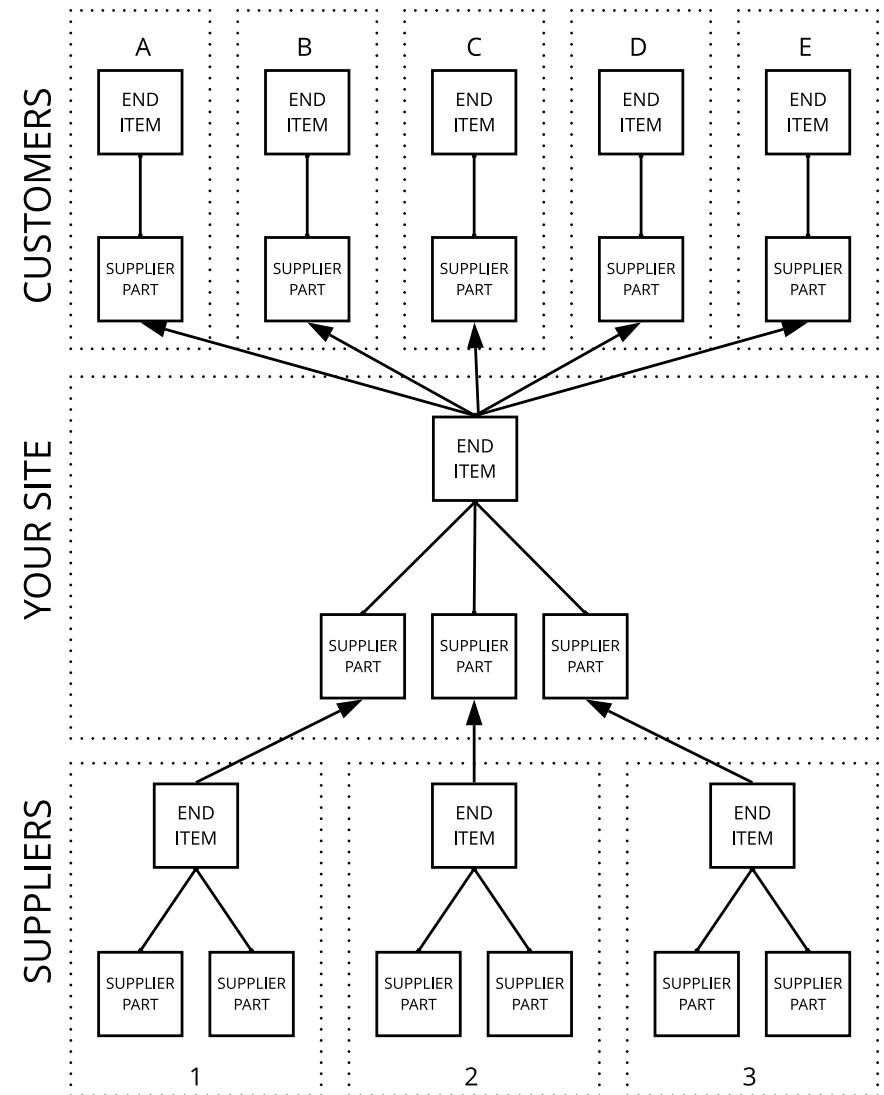 CUSTOMERS
A
B
C
D
E
END
ITEM
END
ITEM
END
ITEM
END
ITEM
END
ITEM
SUPPLIER
PART
SUPPLIER
PART
SUPPLIER
PART
SUPPLIER
PART
SUPPLIER
PART
YOUR SITE
END
ITEM
SUPPLIER
PART
SUPPLIER
PART
SUPPLIER
PART
SUPPLIERS
END
ITEM
END
ITEM
END
ITEM
SUPPLIER
PART
SUPPLIER
PART
SUPPLIER
PART
SUPPLIER
PART
SUPPLIER
PART
SUPPLIER
PART
1
2
3